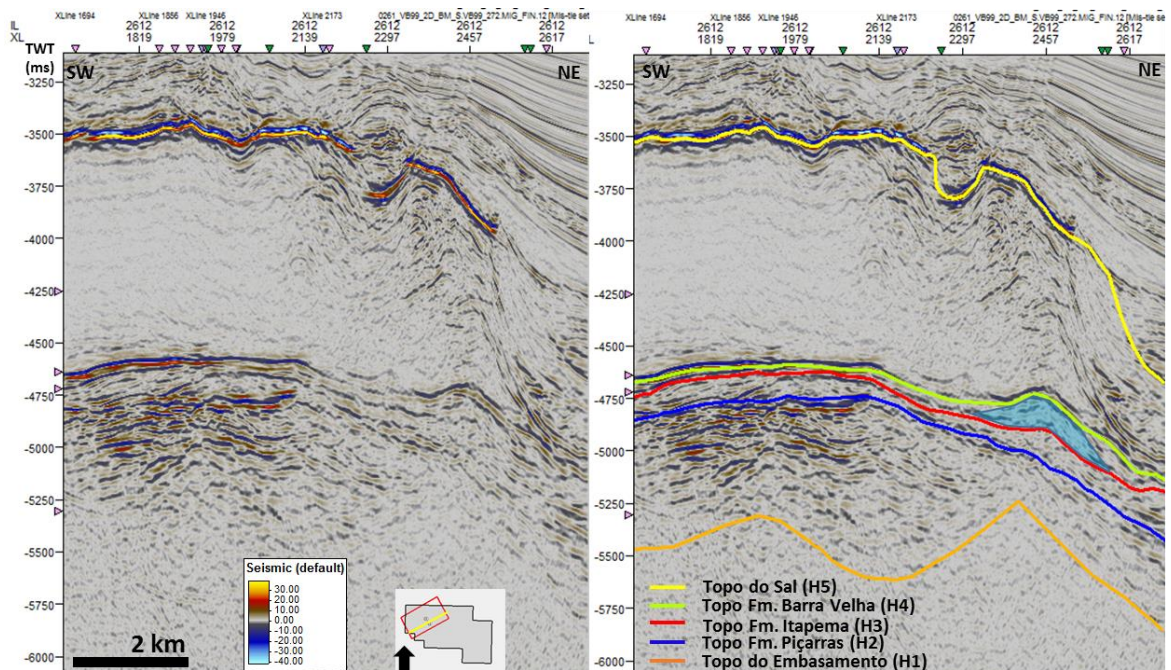 XLine 1694 XLine 1856 XLine 1946 XLine 2173
IL 2612 2612 2612 2612 2612 2612
XL 1819 1979 2139 2297 2457 2617
TWT
(ms)
SW NE
-3250
-3500
-3750
-4000
-4250
-4500
-4750
-5000
-5250
-5500
-5750
-6000
Seismic (default)
30.00
20.00
10.00
0.00
-10.00
-20.00
-30.00
-40.00
2 km
XLine 1694 XLine 1856 XLine 1946 XLine 2173
L 2612 2612 2612 2612 2612 2612
1819 1979 2139 2297 2457 2617
SW NE
-3250
-3500
-3750
-4000
-4250
-4500
-4750
-5000
-5250
-5500
-5750
-6000
Topo do Sal (H5)
Topo Fm. Barra Velha (H4)
Topo Fm. Itapema (H3)
Topo Fm. Piçarras (H2)
Topo do Embasamento (H1)